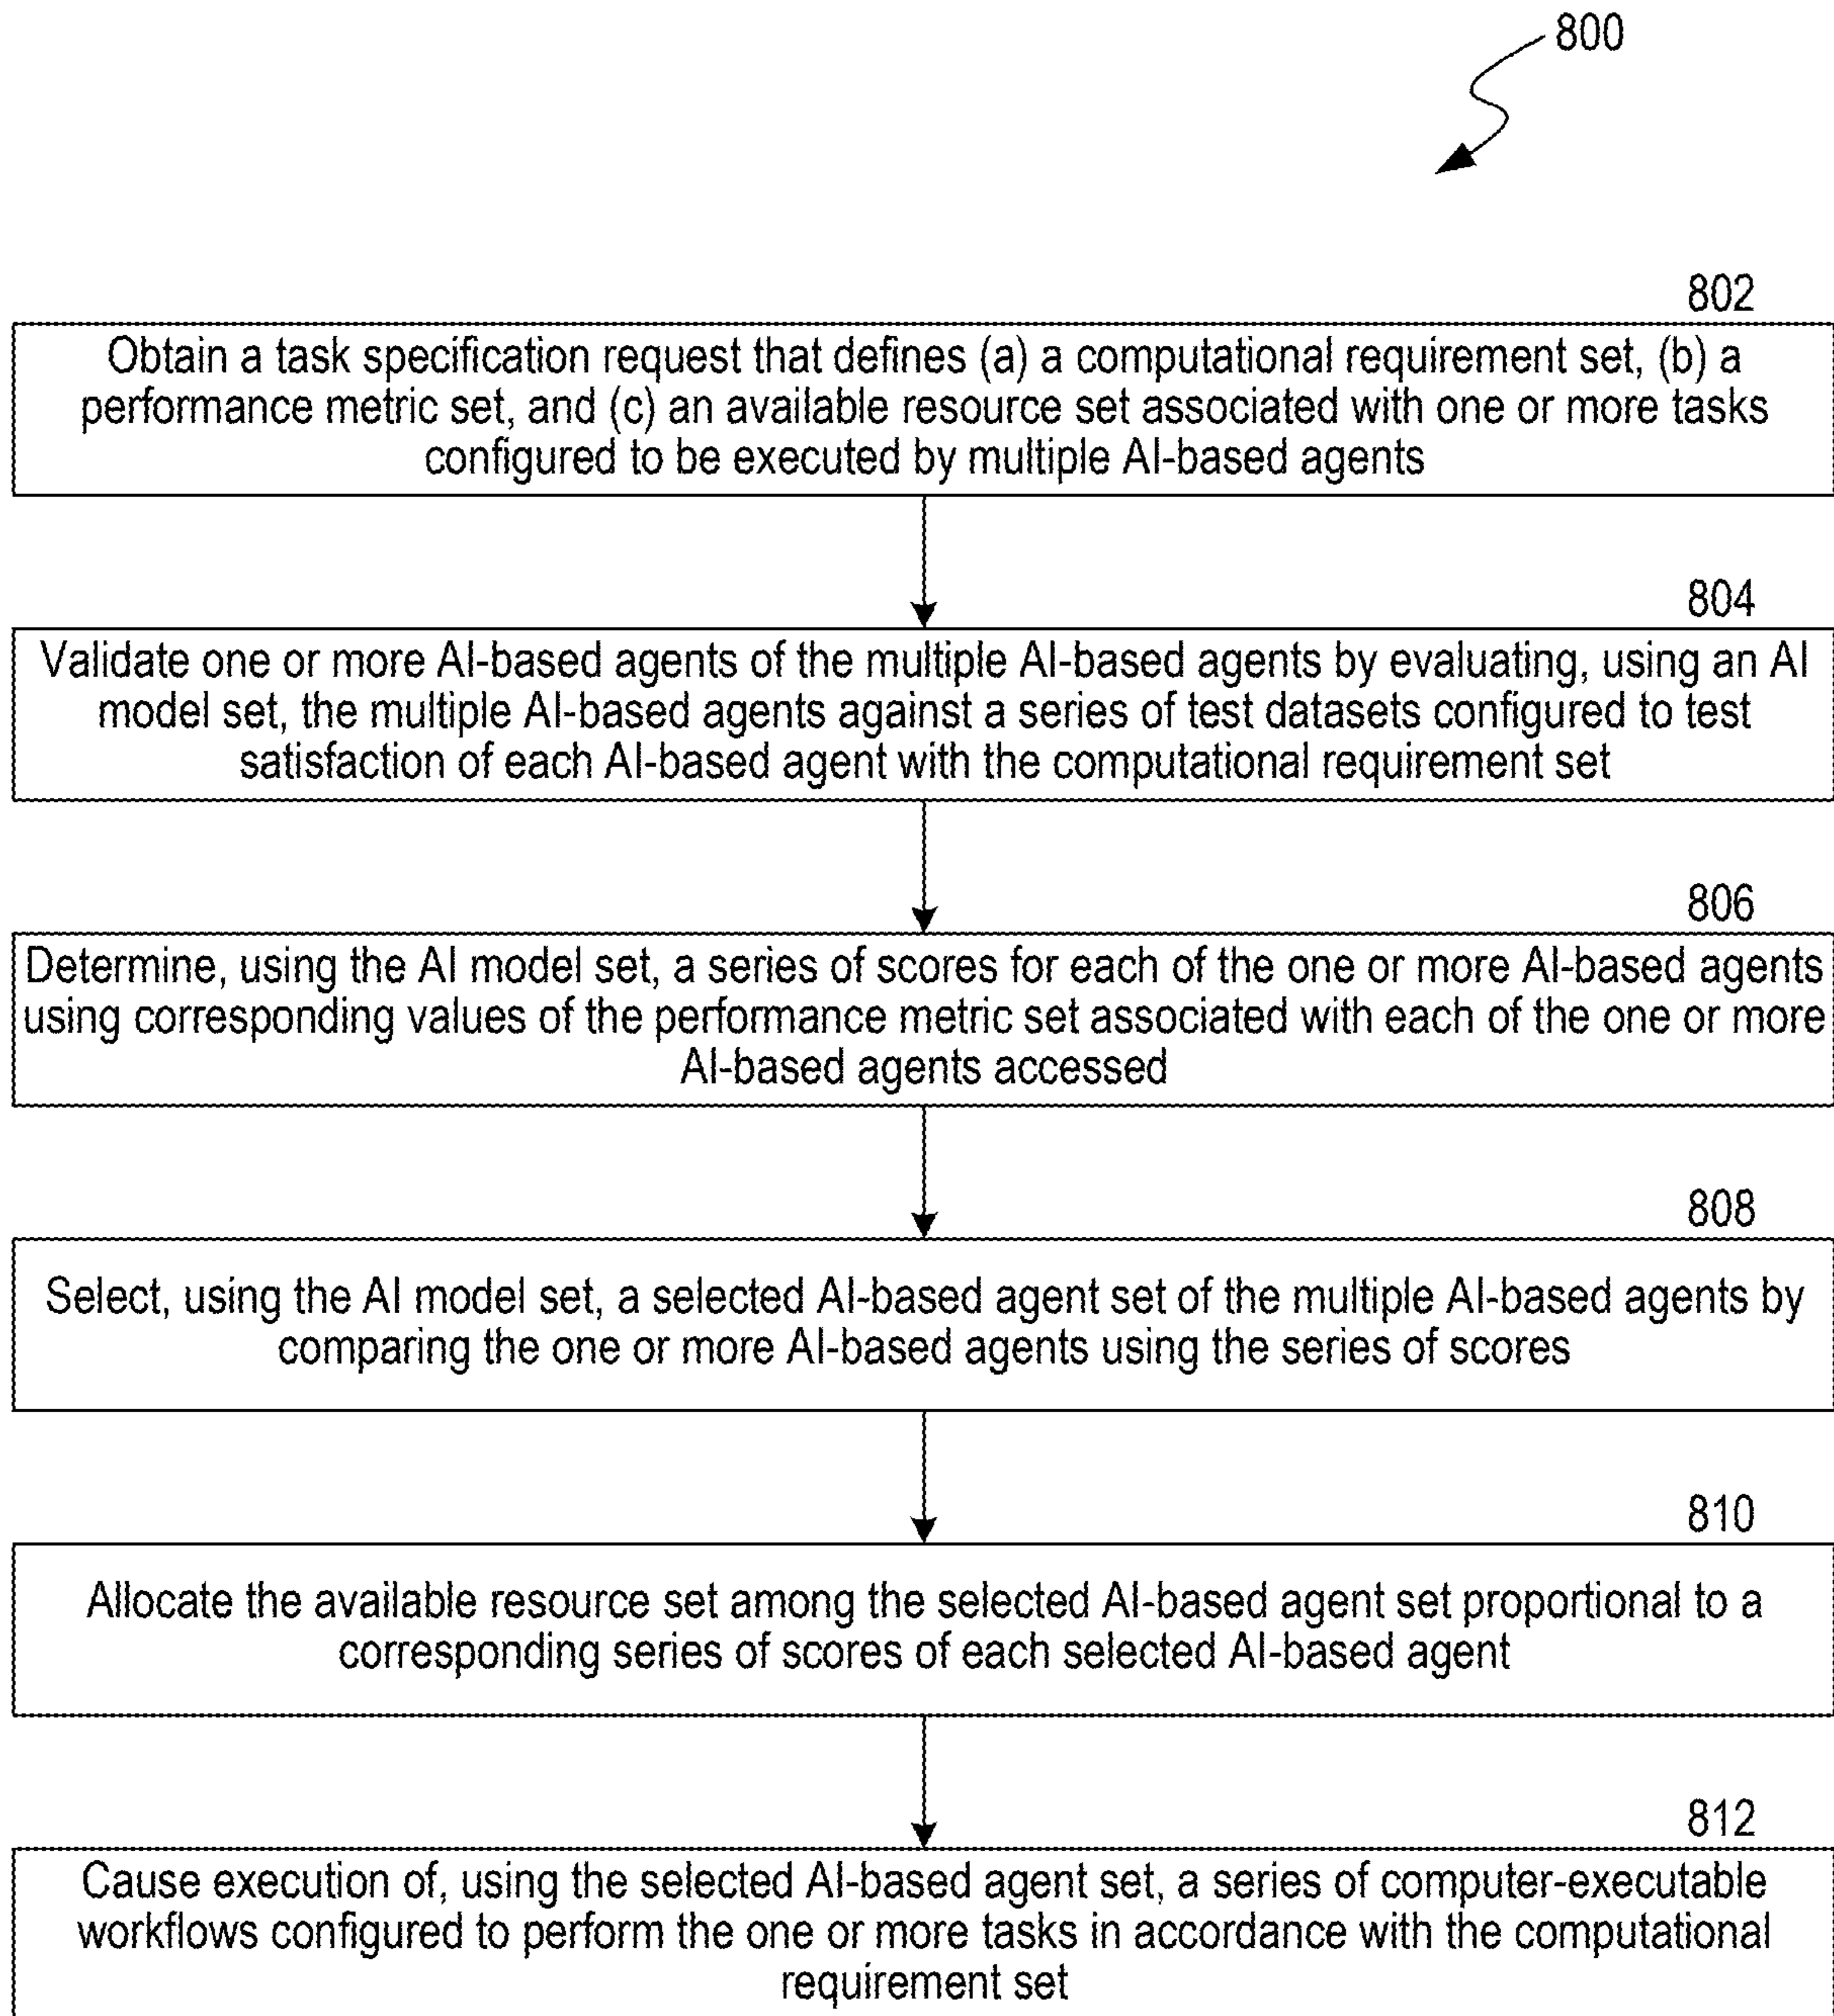 800
802
Obtain a task specification request that defines (a) a computational requirement set, (b) a
performance metric set, and (c) an available resource set associated with one or more tasks
configured to be executed by multiple AI-based agents
804
Validate one or more AI-based agents of the multiple AI-based agents by evaluating, using an AI
model set, the multiple AI-based agents against a series of test datasets configured to test
satisfaction of each AI-based agent with the computational requirement set
806
Determine, using the AI model set, a series of scores for each of the one or more AI-based agents
using corresponding values of the performance metric set associated with each of the one or more
AI-based agents accessed
808
Select, using the AI model set, a selected AI-based agent set of the multiple AI-based agents by
comparing the one or more AI-based agents using the series of scores
810
Allocate the available resource set among the selected AI-based agent set proportional to a
corresponding series of scores of each selected AI-based agent
812
Cause execution of, using the selected AI-based agent set, a series of computer-executable
workflows configured to perform the one or more tasks in accordance with the computational
requirement set